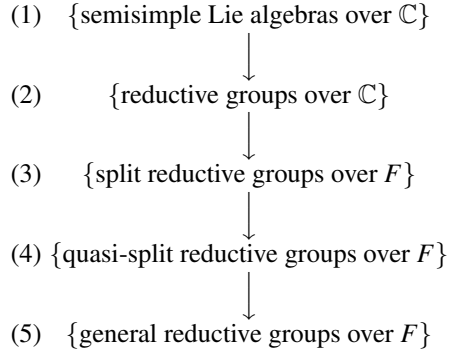 (1) {semisimple Lie algebras over ℂ}
(2) {reductive groups over ℂ}
(3) {split reductive groups over F}
(4) {quasi-split reductive groups over F}
(5) {general reductive groups over F}